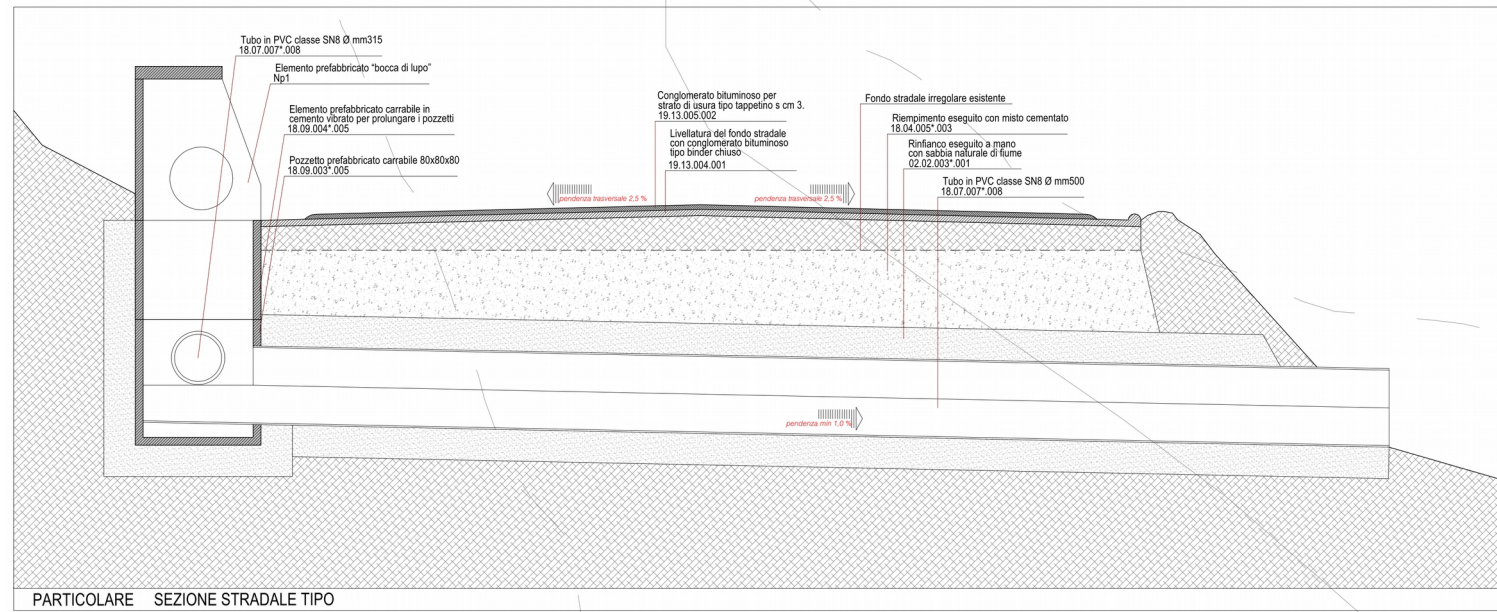 Tubo in PVC classe SN8 Ø mm315
18.07.007*.008
Elemento prefabbricato "bocca di lupo"
Np1
Elemento prefabbricato carrabile in
cemento vibrato per prolungare i pozzetti
18.09.004*.005
Pozzetto prefabbricato carrabile 80x80x80
18.09.003*.005
Conglomerato bituminoso per
strato di usura tipo tappetino s cm 3.
19.13.005.002
Livellatura del fondo stradale
con conglomerato bituminoso
tipo binder chiuso
19.13.004.001
Fondo stradale irregolare esistente
Riempimento eseguito con misto cementato
18.04.005*.003
Rinfianco eseguito a mano
con sabbia naturale di fiume
02.02.003*.001
Tubo in PVC classe SN8 Ø mm500
18.07.007*.008
pendenza trasversale 2,5 %
pendenza trasversale 2,5 %
pendenza min 1,0 %
PARTICOLARE SEZIONE STRADALE TIPO